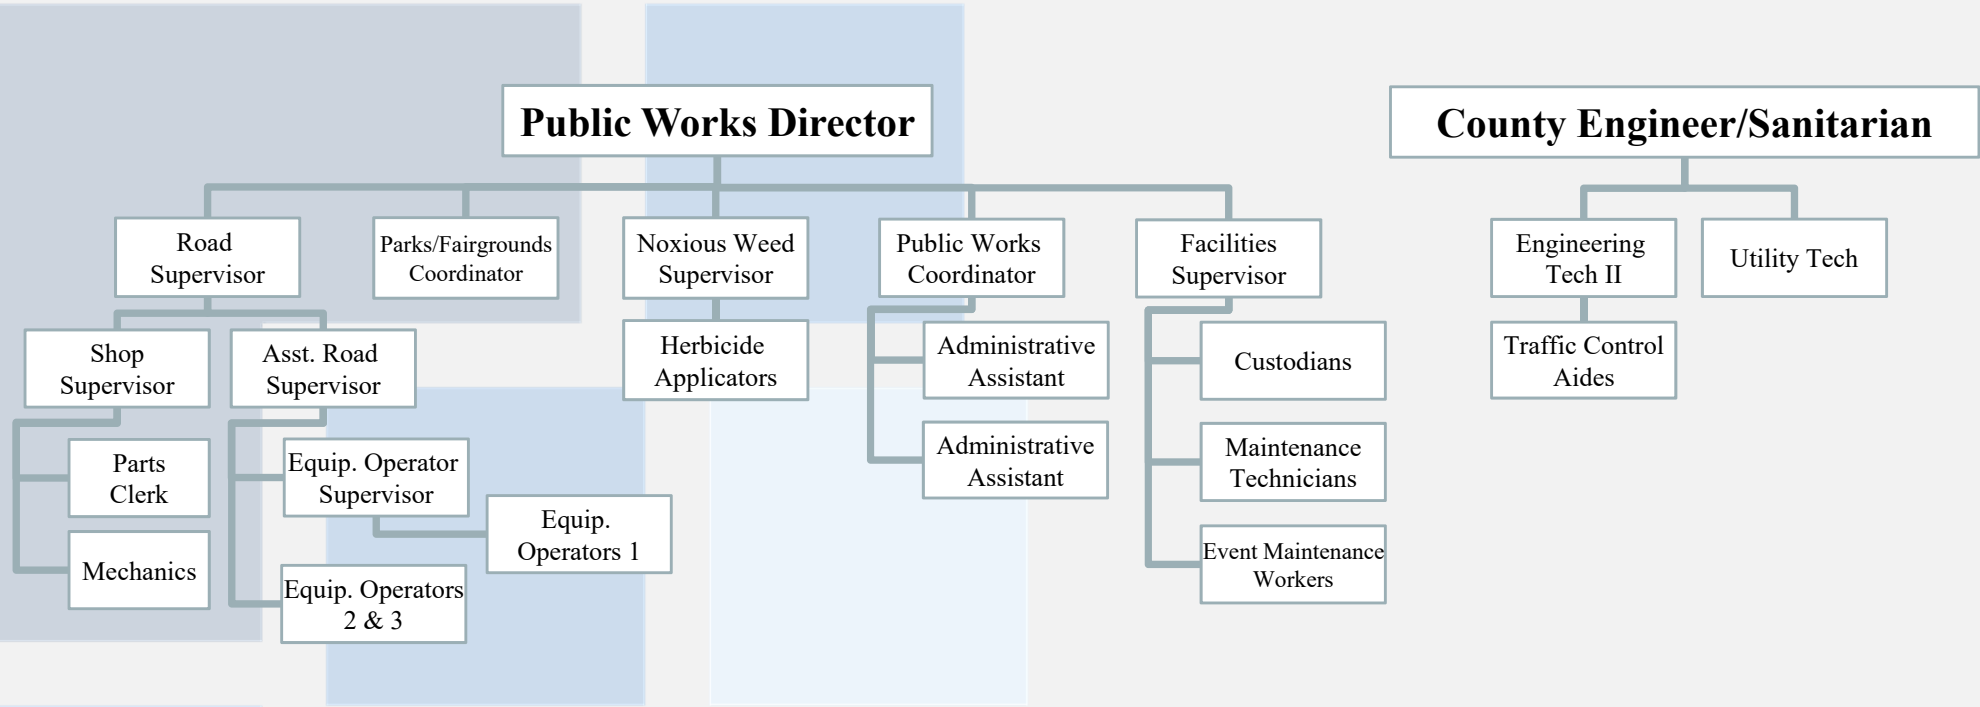 Public Works Director
County Engineer/Sanitarian
Road
Supervisor
Parks/Fairgrounds
Coordinator
Noxious Weed
Supervisor
Public Works
Coordinator
Facilities
Supervisor
Engineering
Tech II
Utility Tech
Shop
Supervisor
Asst. Road
Supervisor
Herbicide
Applicators
Administrative
Assistant
Custodians
Traffic Control
Aides
Parts
Clerk
Equip. Operator
Supervisor
Administrative
Assistant
Maintenance
Technicians
Equip.
Operators 1
Mechanics
Equip. Operators
2 & 3
Event Maintenance
Workers